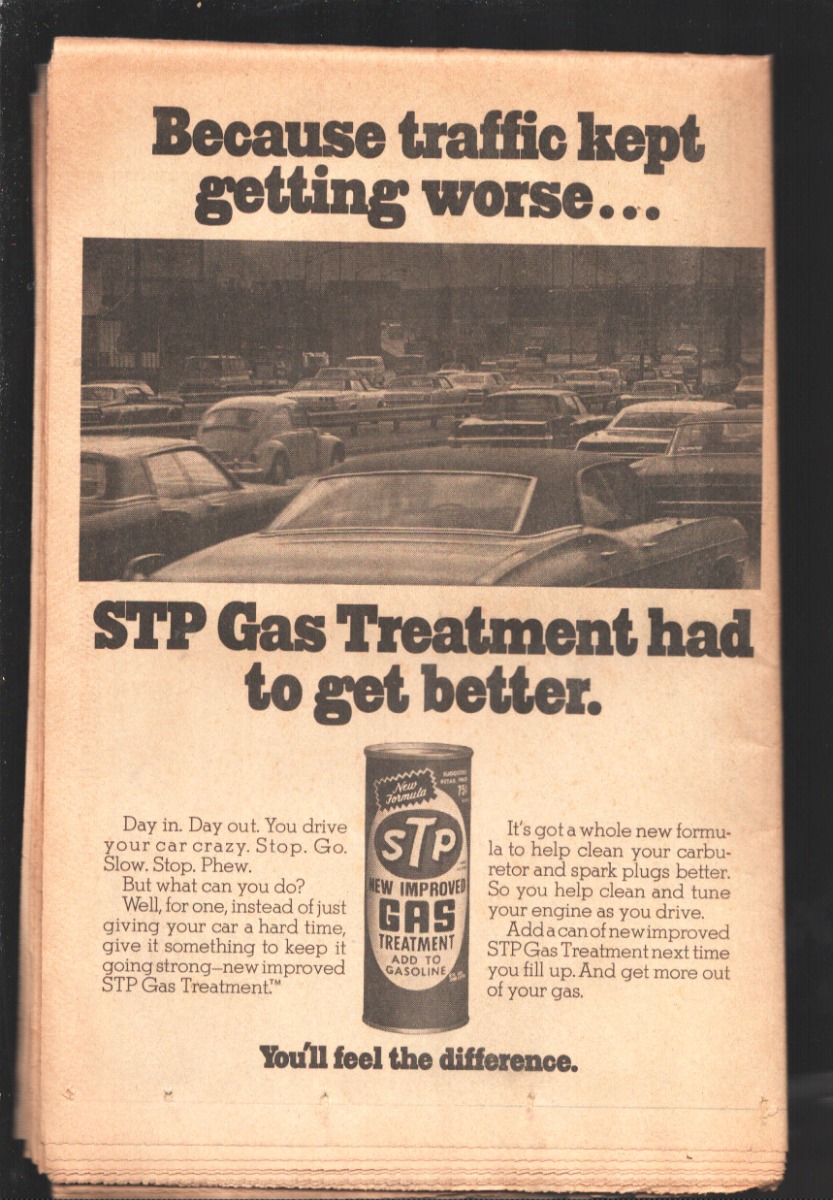 Because traffic kept
getting worse...
STP Gas Treatment had
to get better.
Day in. Day out. You drive
your car crazy. Stop. Go.
Slow. Stop. Phew.
But what can you do?
Well, for one, instead of just
giving your car a hard time,
give it something to keep it
going strong—new improved
STP Gas Treatment.™
New
Formula
SUGGESTED
RETAIL PRICE
75¢
STP
NEW IMPROVED
GAS
TREATMENT
ADD TO
GASOLINE
It's got a whole new formu-
la to help clean your carbu-
retor and spark plugs better.
So you help clean and tune
your engine as you drive.
Add a can of new improved
STP Gas Treatment next time
you fill up. And get more out
of your gas.
You'll feel the difference.